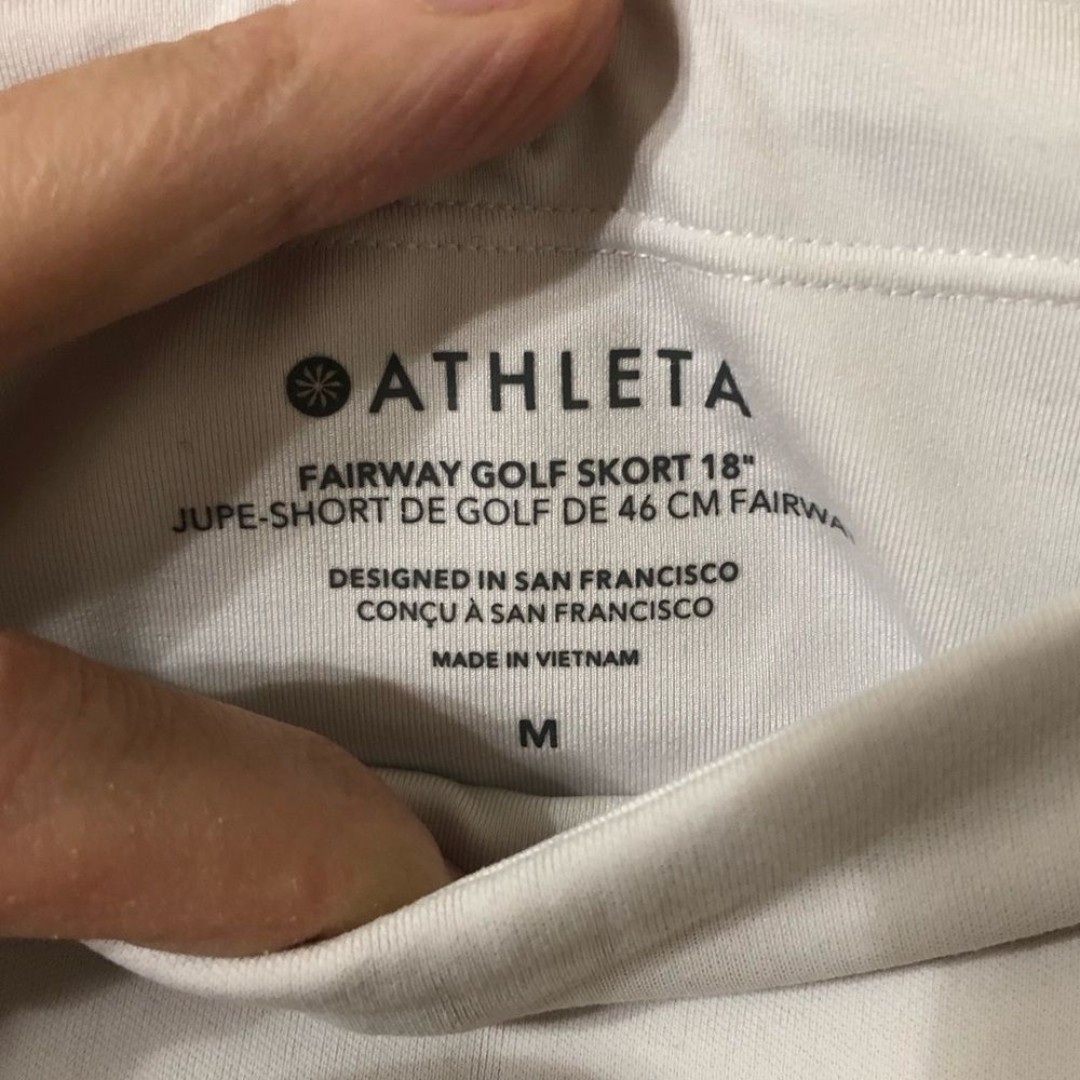 ATHLETA
FAIRWAY GOLF SKORT 18"
JUPE-SHORT DE GOLF DE 46 CM
DESIGNED IN SAN FRANCISCO
CONÇU À SAN FRANCISCO
MADE IN VIETNAM
M